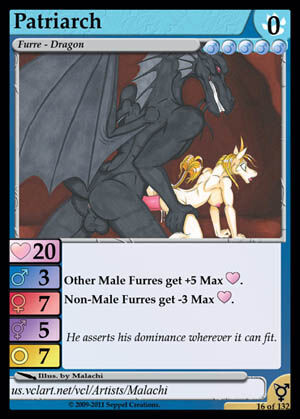 Patriarch
0
Furre - Dragon
20
3
7
5
7
Other Male Furres get +5 Max
Non-Male Furres get -3 Max
He asserts his dominance wherever it can fit.
Illus. by Malachi
us.vclart.net/vcl/Artists/Malachi
© 2009-2011 Seppel Creations.
16 of 132